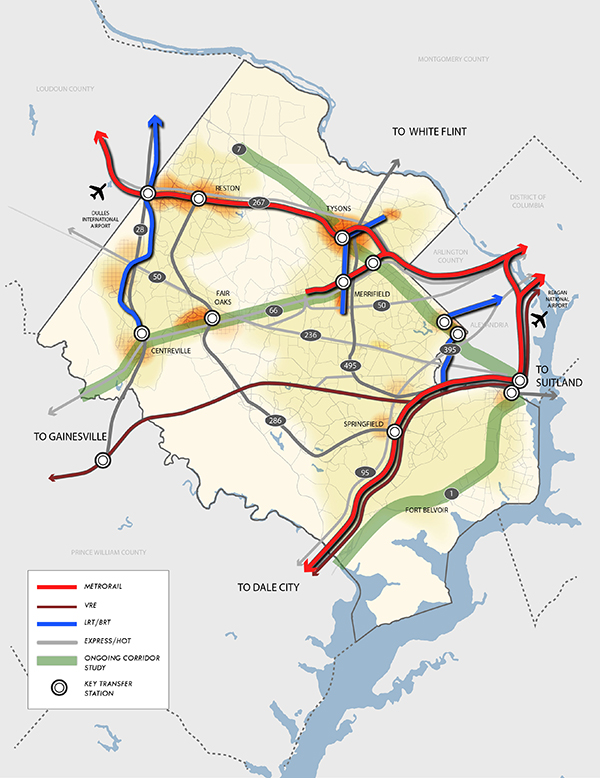 MONTGOMERY COUNTY
LOUDOUN COUNTY
TO WHITE FLINT
7
RESTON
DISTRICT OF
COLUMBIA
267
TYSONS
DULLES
INTERNATIONAL
AIRPORT
28
ARLINGTON
COUNTY
50
FAIR
OAKS
MERRIFIELD
REAGAN
NATIONAL
AIRPORT
66
50
ALEXANDRIA
236
395
CENTREVILLE
495
TO
SUITLAND
286
SPRINGFIELD
TO GAINESVILLE
95
1
FORT BELVOIR
PRINCE WILLIAM COUNTY
TO DALE CITY
METRORAIL
VRE
LRT/BRT
EXPRESS/HOT
ONGOING CORRIDOR
STUDY
KEY TRANSFER
STATION